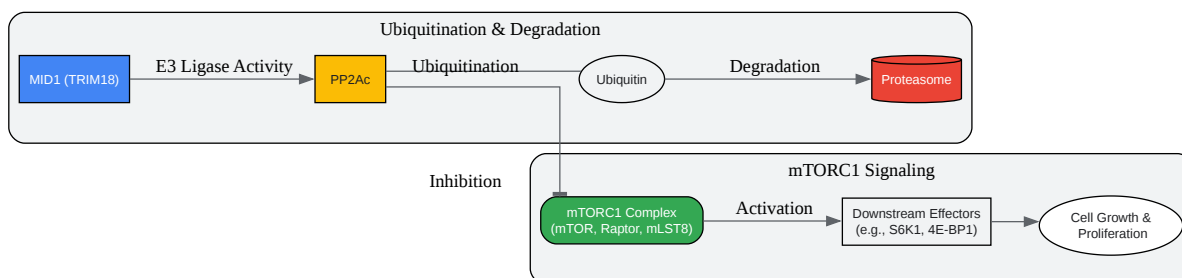 Ubiquitination & Degradation
MID1 (TRIM18)
E3 Ligase Activity
PP2Ac
Ubiquitination
Ubiquitin
Degradation
Proteasome
Inhibition
mTORC1 Signaling
mTORC1 Complex
(mTOR, Raptor, mLST8)
Activation
Downstream Effectors
(e.g., S6K1, 4E-BP1)
Cell Growth &
Proliferation